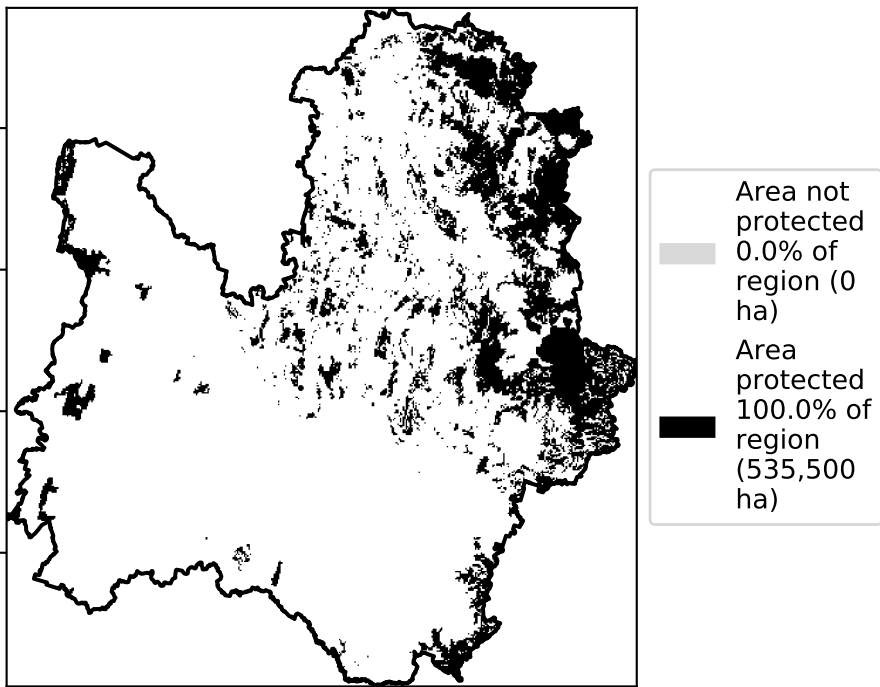 Area not
protected
0.0% of
region (0
ha)
Area
protected
100.0% of
region
(535,500
ha)